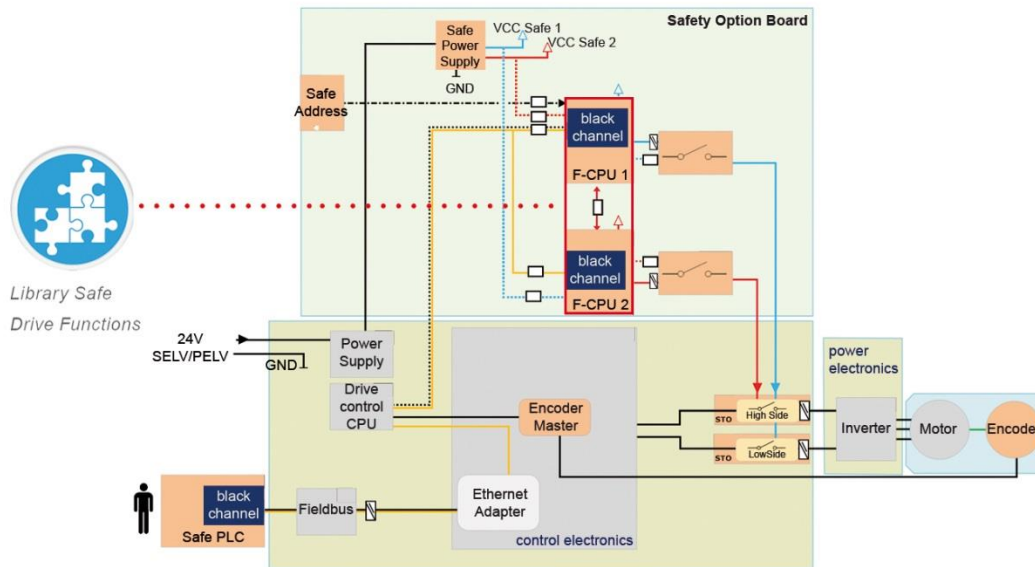 Safety Option Board
Safe
Power
Supply
VCC Safe 1
VCC Safe 2
GND
Safe
Address
black
channel
F-CPU 1
black
channel
F-CPU 2
Library Safe
Drive Functions
24V
SELV/PELV
GND
Power
Supply
Drive
control
CPU
Encoder
Master
power
electronics
STO
High Side
STO
LowSide
Inverter
Motor
Encode
black
channel
Safe PLC
Fieldbus
Ethernet
Adapter
control electronics